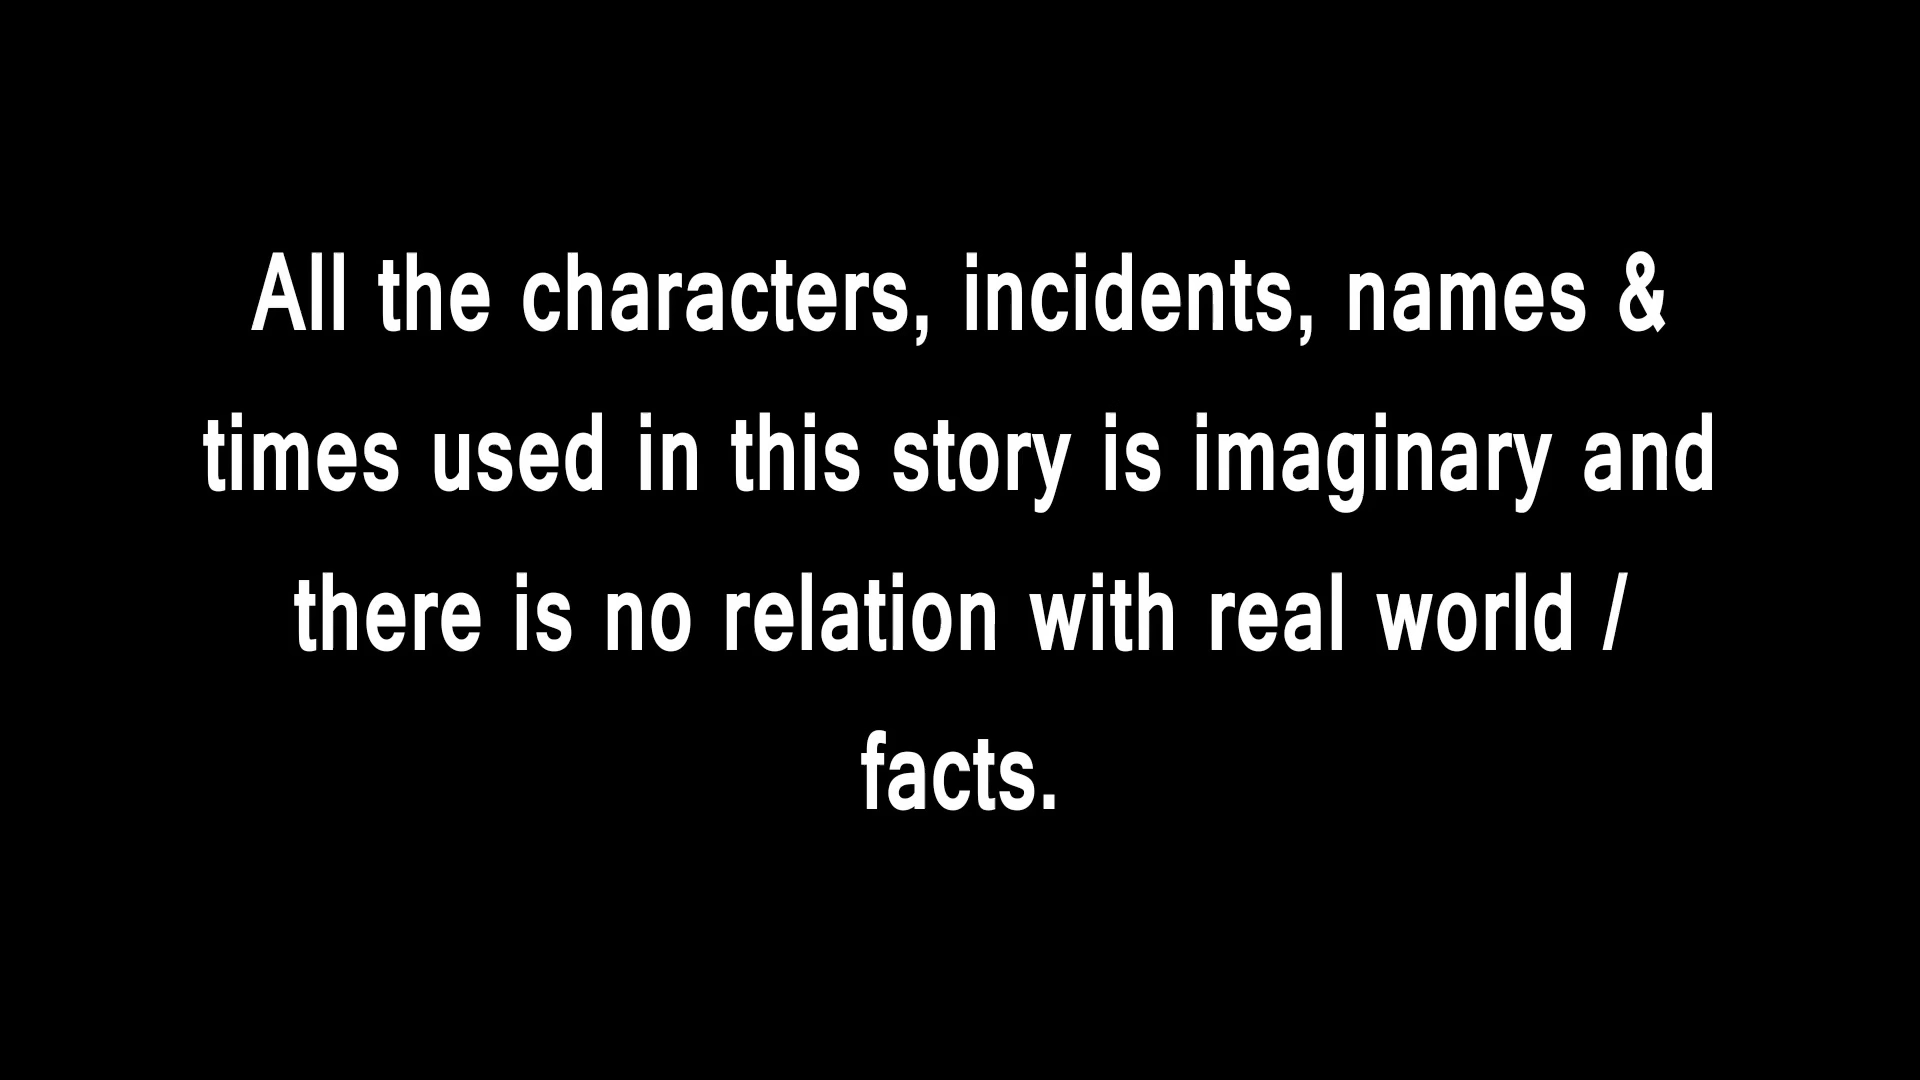 All the characters, incidents, names &
times used in this story is imaginary and
there is no relation with real world /
facts.